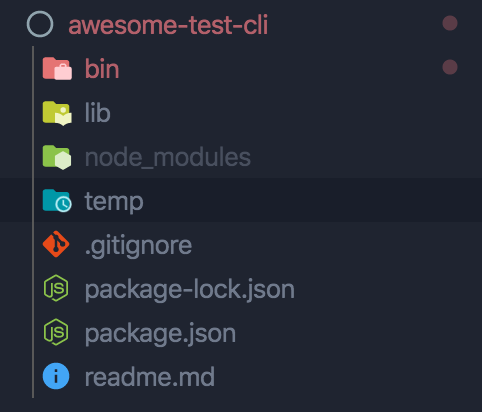 awesome-test-cli
bin
lib
node_modules
temp
.gitignore
package-lock.json
package.json
readme.md